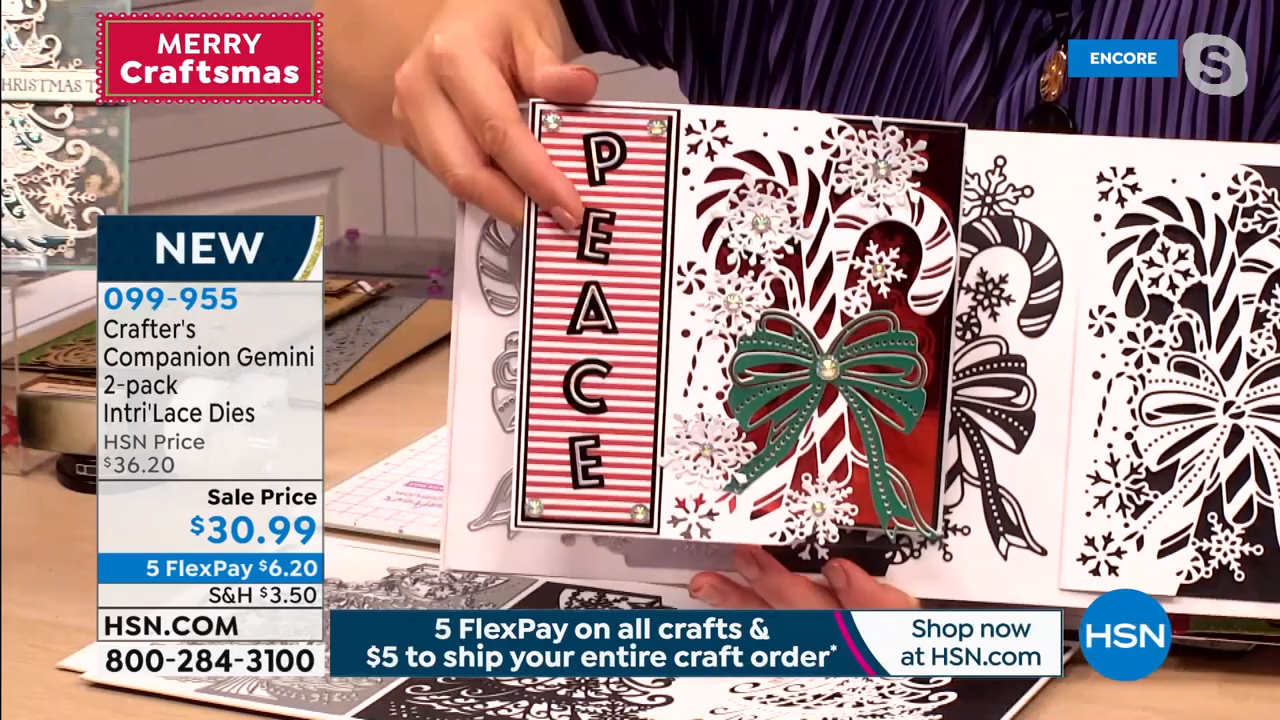 MERRY
Craftsmas
ENCORE
S
CHRISTMAS T
NEW
099-955
Crafter's
Companion Gemini
2-pack
Intri'Lace Dies
HSN Price
$36.20
Sale Price
$30.99
5 FlexPay $6.20
S&H $3.50
HSN.COM
800-284-3100
PEACE
5 FlexPay on all crafts &
$5 to ship your entire craft order*
Shop now
at HSN.com
HSN